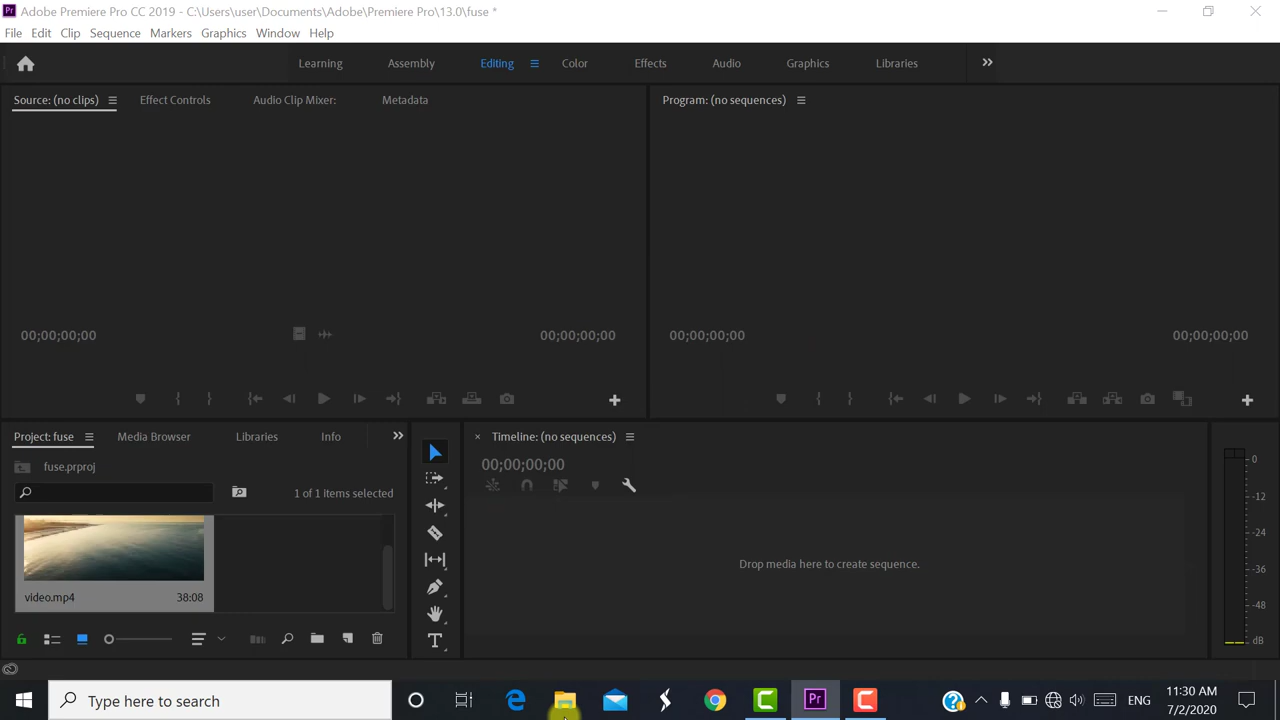 Pr Adobe Premiere Pro CC 2019 - C:\Users\user\Documents\Adobe\Premiere Pro\13.0\fuse *
File Edit Clip Sequence Markers Graphics Window Help
Learning Assembly Editing Color Effects Audio Graphics Libraries
Source: (no clips) Effect Controls Audio Clip Mixer: Metadata
Program: (no sequences)
00;00;00;00 00;00;00;00
00;00;00;00 00;00;00;00
Project: fuse Media Browser Libraries Info
fuse.prproj
1 of 1 items selected
video.mp4 38:08
T
× Timeline: (no sequences)
00;00;00;00
Drop media here to create sequence.
0
-12
-24
-36
-48
dB
Type here to search
Pr
ENG
11:30 AM
7/2/2020